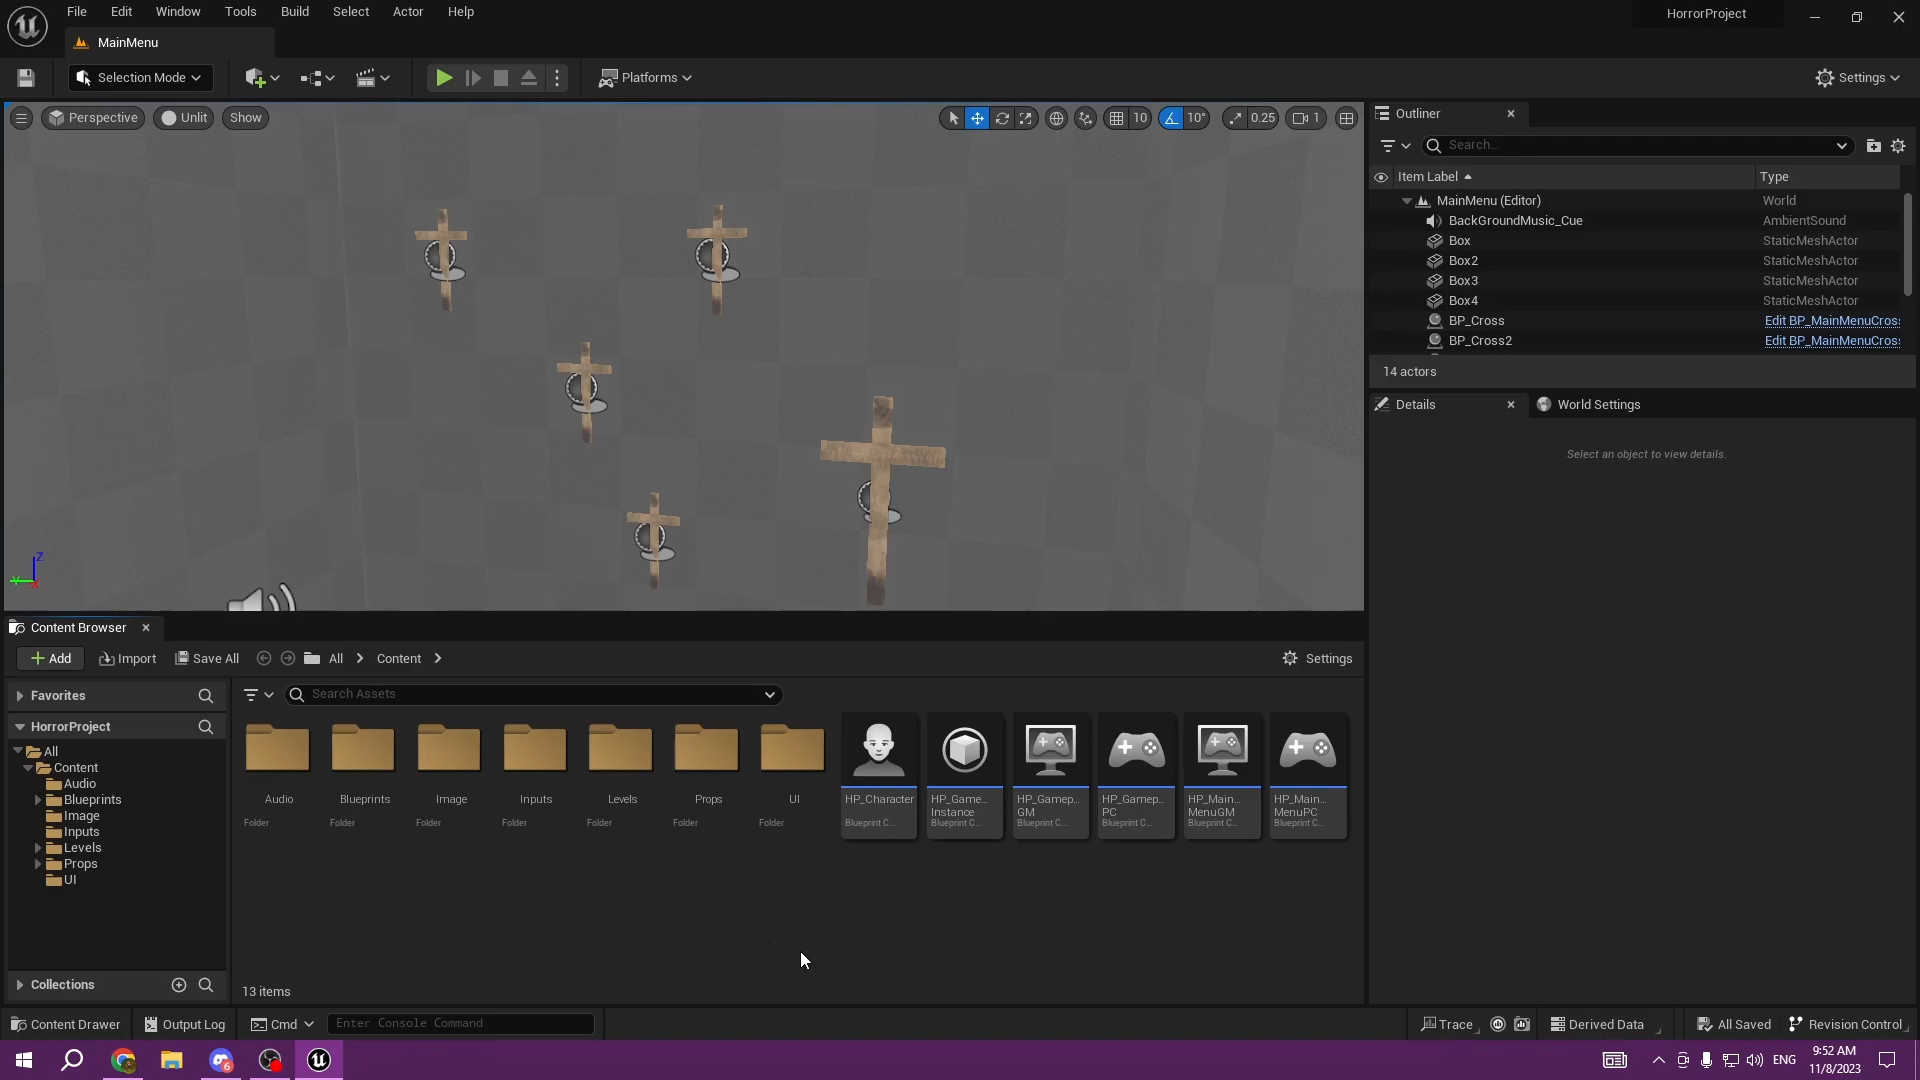 File Edit Window Tools Build Select Actor Help
HorrorProject
MainMenu
Selection Mode
Platforms
Settings
Perspective
Unlit
Show
10
10°
0.25
1
Outliner
Search...
Item Label
Type
MainMenu (Editor)
World
BackGroundMusic_Cue
AmbientSound
Box
StaticMeshActor
Box2
StaticMeshActor
Box3
StaticMeshActor
Box4
StaticMeshActor
BP_Cross
Edit BP_MainMenuCros
BP_Cross2
Edit BP_MainMenuCros
14 actors
Details
World Settings
Select an object to view details.
Z
Y
Content Browser
Add
Import
Save All
All
Content
Settings
Favorites
Search Assets
HorrorProject
All
Content
Audio
Blueprints
Image
Inputs
Levels
Props
UI
Audio
Folder
Blueprints
Folder
Image
Folder
Inputs
Folder
Levels
Folder
Props
Folder
UI
Folder
HP_Character
Blueprint C...
HP_Game...
Instance
Blueprint C...
HP_Gamep...
GM
Blueprint C...
HP_Gamep...
PC
Blueprint C...
HP_Main...
MenuGM
Blueprint C...
HP_Main...
MenuPC
Blueprint C...
Collections
13 items
Content Drawer
Output Log
Cmd
Enter Console Command
Trace
Derived Data
All Saved
Revision Control
6
ENG
9:52 AM
11/8/2023